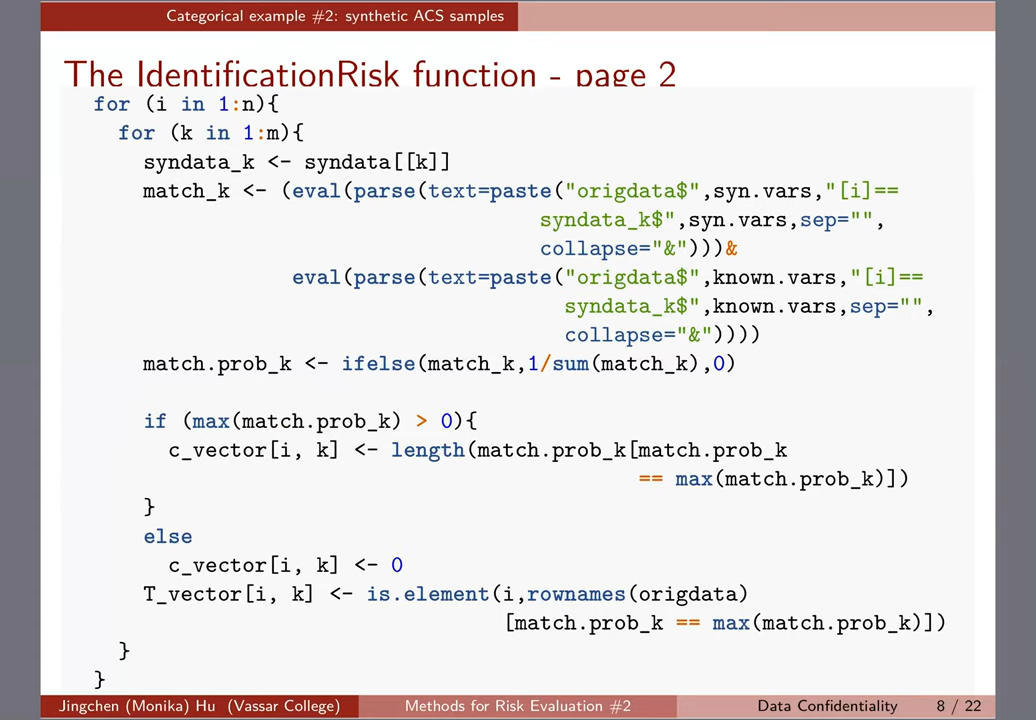 Categorical example #2: synthetic ACS samples
The IdentificationRisk function - page 2
for (i in 1:n){
for (k in 1:m){
syndata_k <- syndata[[k]]
match_k <- (eval(parse(text=paste("origdata$",syn.vars,"[i]==
syndata_k$",syn.vars,sep="",
collapse="&")))&
eval(parse(text=paste("origdata$",known.vars,"[i]==
syndata_k$",known.vars,sep="",
collapse="&"))))
match.prob_k <- ifelse(match_k,1/sum(match_k),0)
if (max(match.prob_k) > 0){
c_vector[i, k] <- length(match.prob_k[match.prob_k
== max(match.prob_k)])
}
else
c_vector[i, k] <- 0
T_vector[i, k] <- is.element(i,rownames(origdata)
[match.prob_k == max(match.prob_k)])
}
}
Jingchen (Monika) Hu (Vassar College) Methods for Risk Evaluation #2 Data Confidentiality 8 / 22